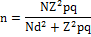 n = NZ²pq / Nd² + Z²pq